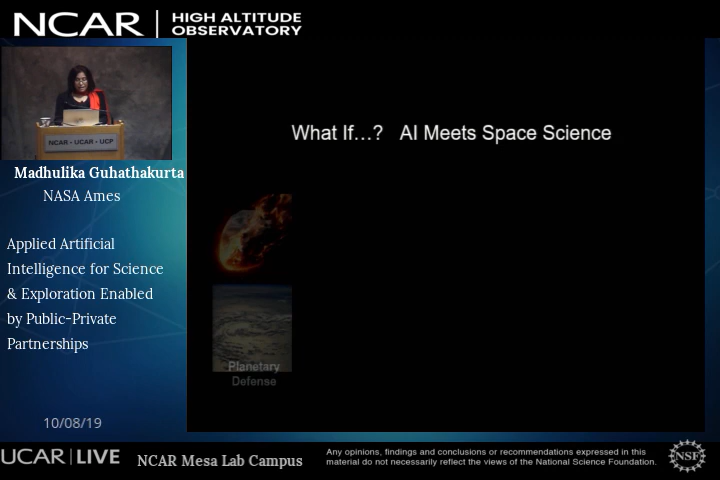 NCAR | HIGH ALTITUDE
OBSERVATORY
NCAR • UCAR • UCP
Madhulika Guhathakurta
NASA Ames
Applied Artificial
Intelligence for Science
& Exploration Enabled
by Public-Private
Partnerships
10/08/19
What If...?   AI Meets Space Science
Planetary
Defense
UCAR | LIVE
NCAR Mesa Lab Campus
Any opinions, findings and conclusions or recommendations expressed in this
material do not necessarily reflect the views of the National Science Foundation.
NSF